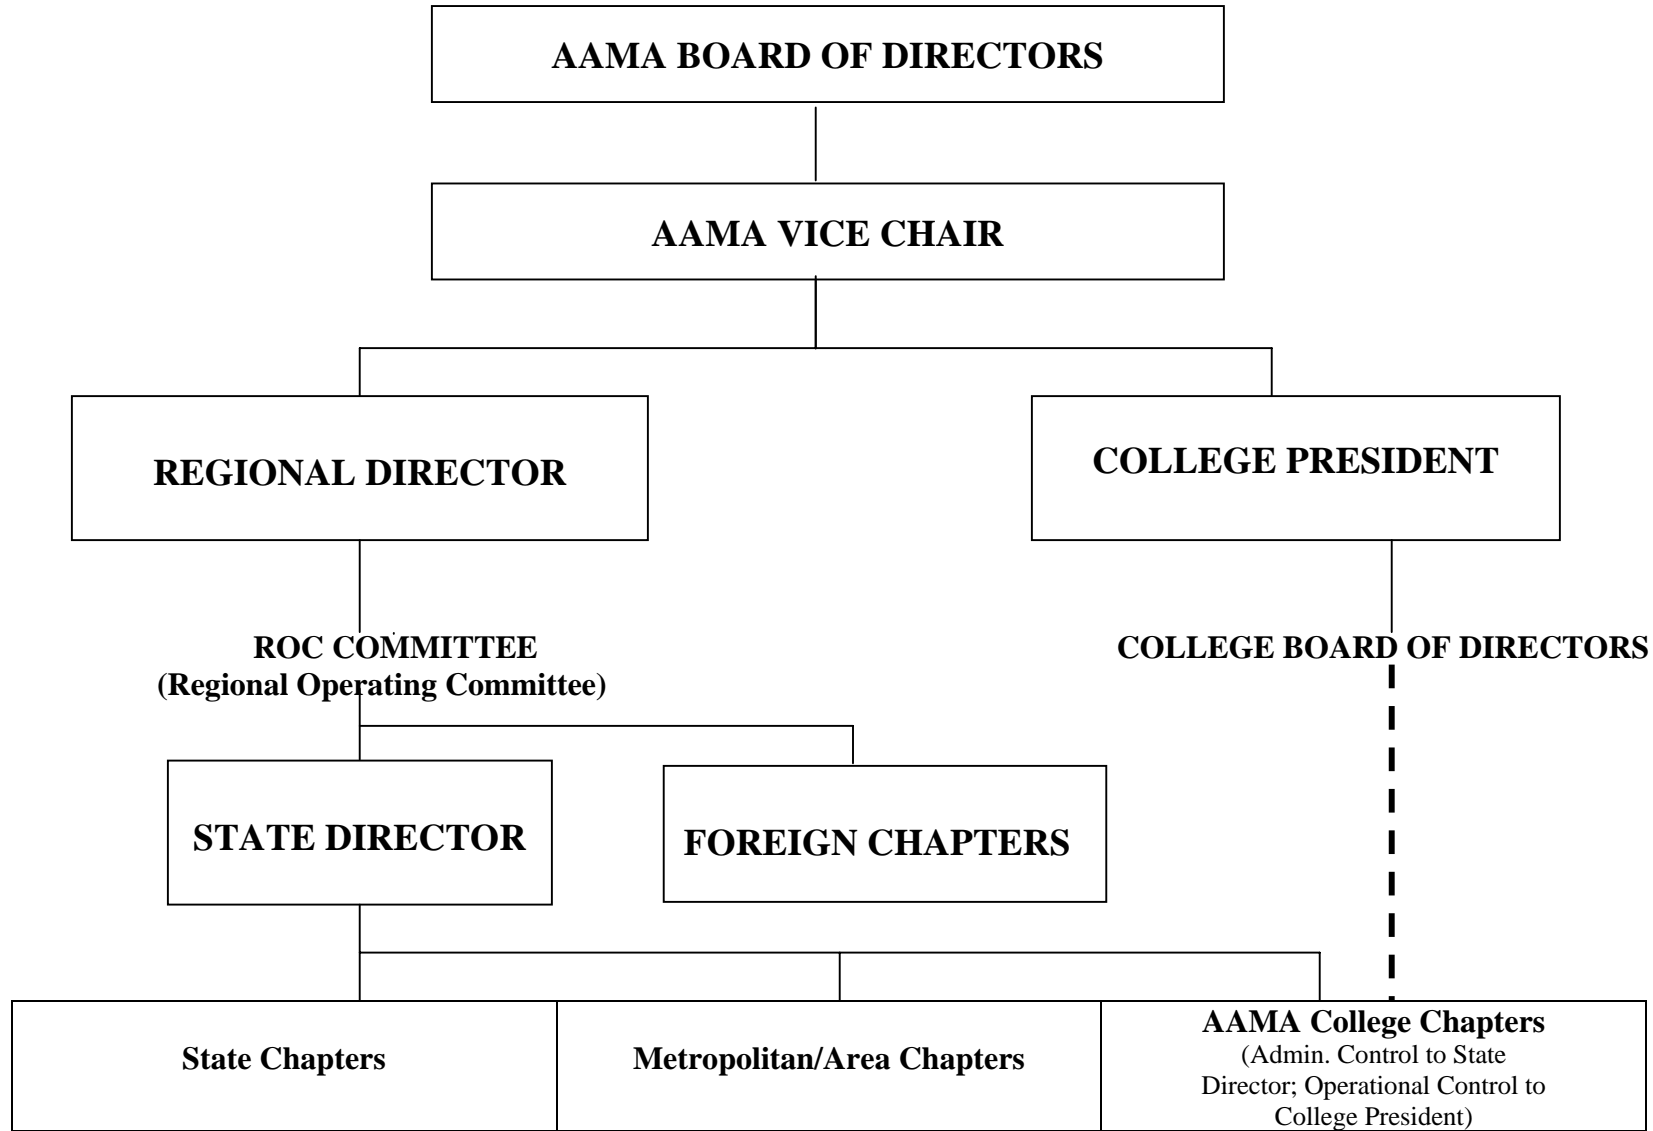 AAMA BOARD OF DIRECTORS
AAMA VICE CHAIR
REGIONAL DIRECTOR
COLLEGE PRESIDENT
ROC COMMITTEE
(Regional Operating Committee)
COLLEGE BOARD OF DIRECTORS
STATE DIRECTOR
FOREIGN CHAPTERS
State Chapters
Metropolitan/Area Chapters
AAMA College Chapters
(Admin. Control to State
Director; Operational Control to
College President)